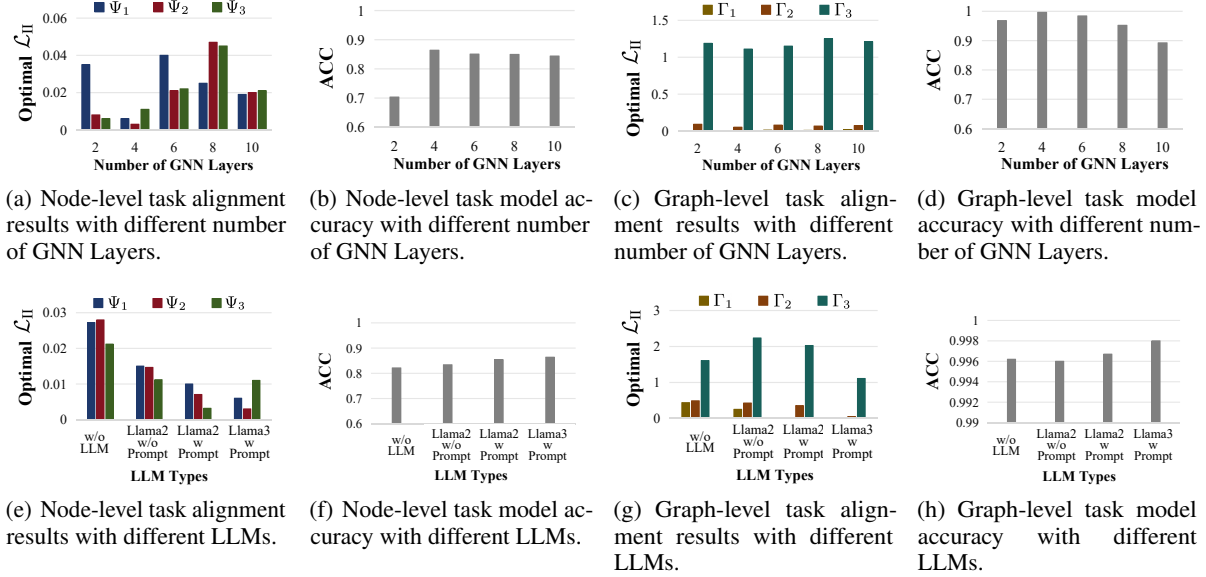 Ψ1 Ψ2 Ψ3
Optimal ℒII
0.06
0.04
0.02
0
2 4 6 8 10
Number of GNN Layers
(a) Node-level task alignment
results with different number
of GNN Layers.
ACC
1
0.9
0.8
0.7
0.6
2 4 6 8 10
Number of GNN Layers
(b) Node-level task model ac-
curacy with different number
of GNN Layers.
Γ1 Γ2 Γ3
Optimal ℒII
1.5
1
0.5
0
2 4 6 8 10
Number of GNN Layers
(c) Graph-level task align-
ment results with different
number of GNN Layers.
ACC
1
0.9
0.8
0.7
0.6
2 4 6 8 10
Number of GNN Layers
(d) Graph-level task model
accuracy with different num-
ber of GNN Layers.
Ψ1 Ψ2 Ψ3
Optimal ℒII
0.03
0.02
0.01
0
w/o Llama2 Llama2 Llama3
LLM w/o w w
Prompt Prompt Prompt
LLM Types
(e) Node-level task alignment
results with different LLMs.
ACC
1
0.9
0.8
0.7
0.6
w/o Llama2 Llama2 Llama3
LLM w/o w w
Prompt Prompt Prompt
LLM Types
(f) Node-level task model ac-
curacy with different LLMs.
Γ1 Γ2 Γ3
Optimal ℒII
3
2
1
0
w/o Llama2 Llama2 Llama3
LLM w/o w w
Prompt Prompt Prompt
LLM Types
(g) Graph-level task align-
ment results with different
LLMs.
ACC
1
0.998
0.996
0.994
0.992
0.99
w/o Llama2 Llama2 Llama3
LLM w/o w w
Prompt Prompt Prompt
LLM Types
(h) Graph-level task model
accuracy with different
LLMs.